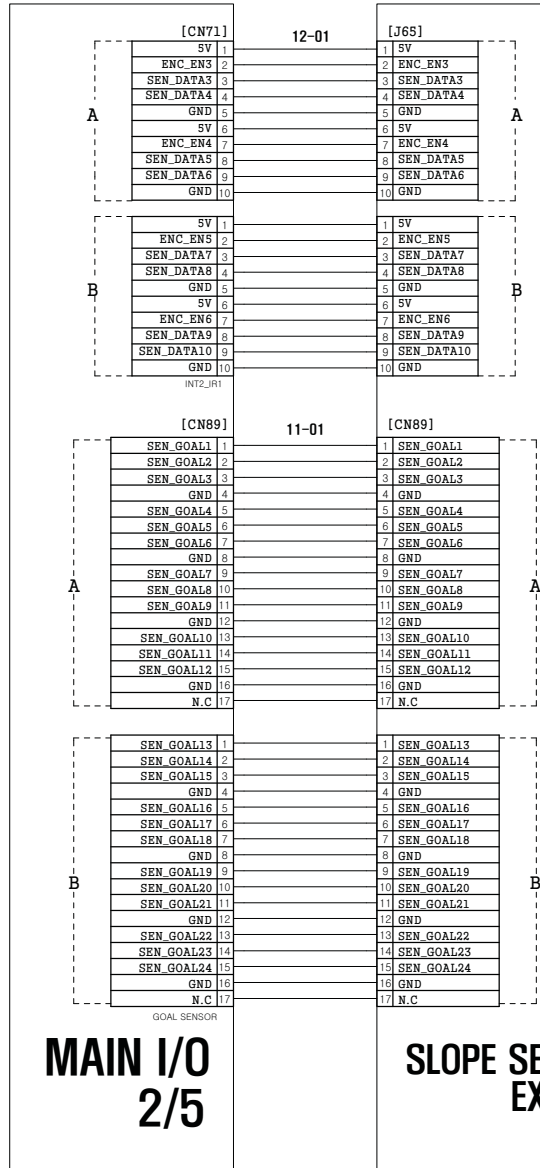 [CN71] 12-01 [J65]
5V 1 1 5V
ENC_EN3 2 2 ENC_EN3
SEN_DATA3 3 3 SEN_DATA3
SEN_DATA4 4 4 SEN_DATA4
A GND 5 5 GND A
5V 6 6 5V
ENC_EN4 7 7 ENC_EN4
SEN_DATA5 8 8 SEN_DATA5
SEN_DATA6 9 9 SEN_DATA6
GND 10 10 GND
5V 1 1 5V
ENC_EN5 2 2 ENC_EN5
SEN_DATA7 3 3 SEN_DATA7
SEN_DATA8 4 4 SEN_DATA8
B GND 5 5 GND B
5V 6 6 5V
ENC_EN6 7 7 ENC_EN6
SEN_DATA9 8 8 SEN_DATA9
SEN_DATA10 9 9 SEN_DATA10
GND 10 10 GND
INT2_IR1
[CN89] 11-01 [CN89]
SEN_GOAL1 1 1 SEN_GOAL1
SEN_GOAL2 2 2 SEN_GOAL2
SEN_GOAL3 3 3 SEN_GOAL3
GND 4 4 GND
SEN_GOAL4 5 5 SEN_GOAL4
SEN_GOAL5 6 6 SEN_GOAL5
SEN_GOAL6 7 7 SEN_GOAL6
GND 8 8 GND
SEN_GOAL7 9 9 SEN_GOAL7
A SEN_GOAL8 10 10 SEN_GOAL8 A
SEN_GOAL9 11 11 SEN_GOAL9
GND 12 12 GND
SEN_GOAL10 13 13 SEN_GOAL10
SEN_GOAL11 14 14 SEN_GOAL11
SEN_GOAL12 15 15 SEN_GOAL12
GND 16 16 GND
N.C 17 17 N.C
SEN_GOAL13 1 1 SEN_GOAL13
SEN_GOAL14 2 2 SEN_GOAL14
SEN_GOAL15 3 3 SEN_GOAL15
GND 4 4 GND
SEN_GOAL16 5 5 SEN_GOAL16
SEN_GOAL17 6 6 SEN_GOAL17
SEN_GOAL18 7 7 SEN_GOAL18
GND 8 8 GND
SEN_GOAL19 9 9 SEN_GOAL19
B SEN_GOAL20 10 10 SEN_GOAL20 B
SEN_GOAL21 11 11 SEN_GOAL21
GND 12 12 GND
SEN_GOAL22 13 13 SEN_GOAL22
SEN_GOAL23 14 14 SEN_GOAL23
SEN_GOAL24 15 15 SEN_GOAL24
GND 16 16 GND
N.C 17 17 N.C
GOAL SENSOR
MAIN I/O
2/5
SLOPE